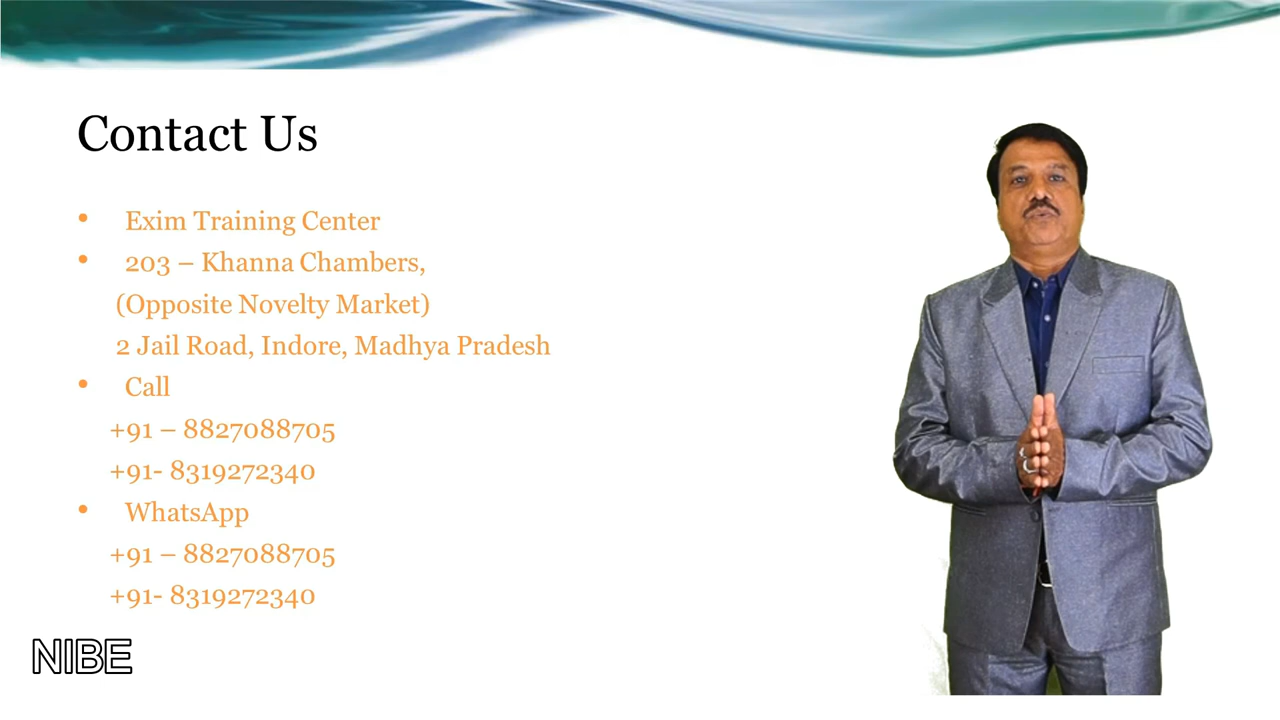 Contact Us
• Exim Training Center
• 203 – Khanna Chambers,
(Opposite Novelty Market)
2 Jail Road, Indore, Madhya Pradesh
• Call
+91 – 8827088705
+91- 8319272340
• WhatsApp
+91 – 8827088705
+91- 8319272340
NIBE